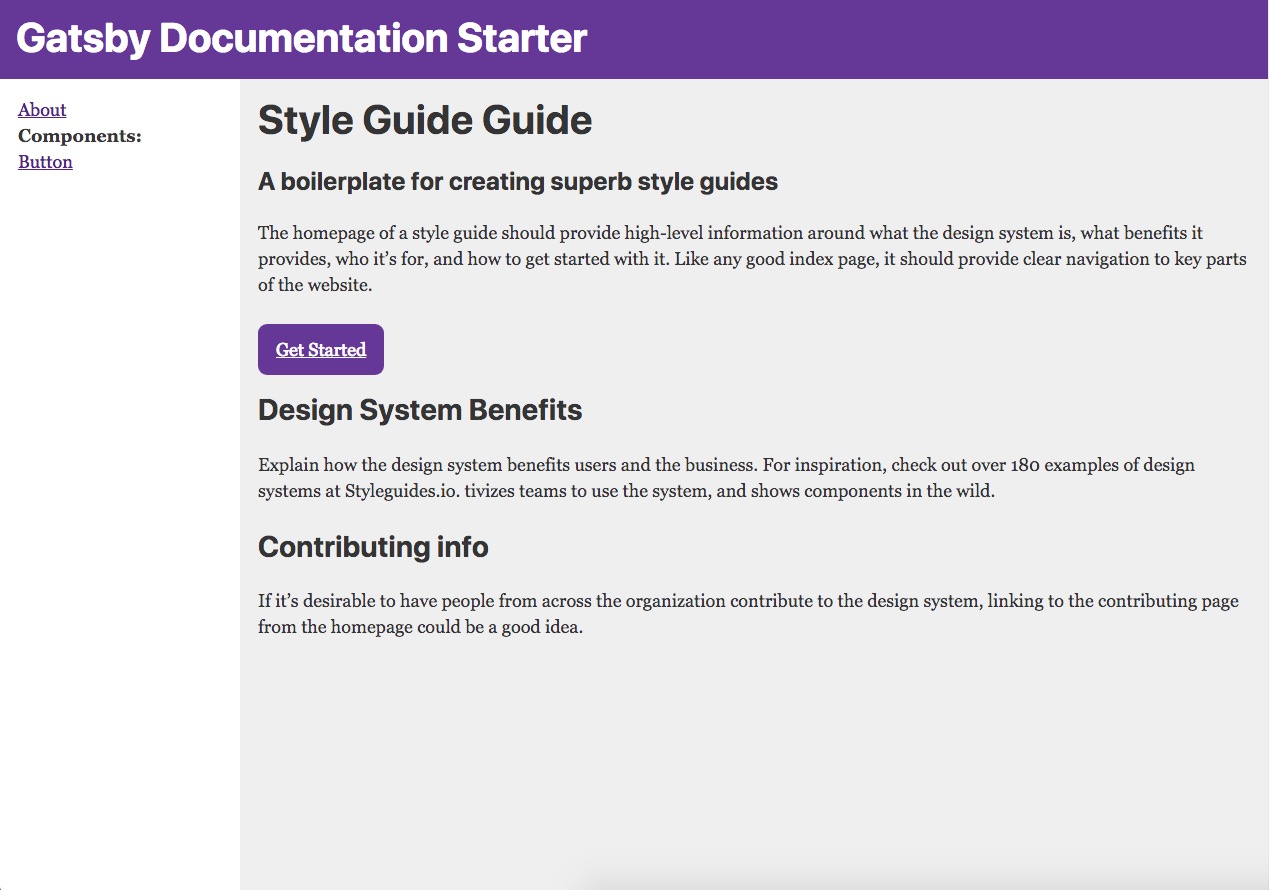 Gatsby Documentation Starter
About
Components:
Button
Style Guide Guide
A boilerplate for creating superb style guides
The homepage of a style guide should provide high-level information around what the design system is, what benefits it
provides, who it’s for, and how to get started with it. Like any good index page, it should provide clear navigation to key parts
of the website.
Get Started
Design System Benefits
Explain how the design system benefits users and the business. For inspiration, check out over 180 examples of design
systems at Styleguides.io. tivizes teams to use the system, and shows components in the wild.
Contributing info
If it’s desirable to have people from across the organization contribute to the design system, linking to the contributing page
from the homepage could be a good idea.